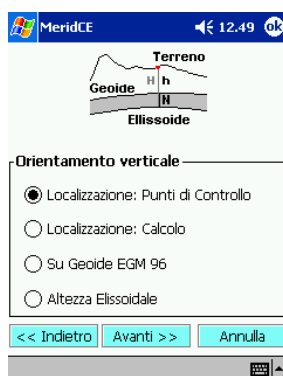 MeridCE 12.49 ok
Terreno
Geoide H h
N
Ellissoide
Orientamento verticale
Localizzazione: Punti di Controllo
Localizzazione: Calcolo
Su Geoide EGM 96
Altezza Elissoidale
<< Indietro Avanti >> Annulla